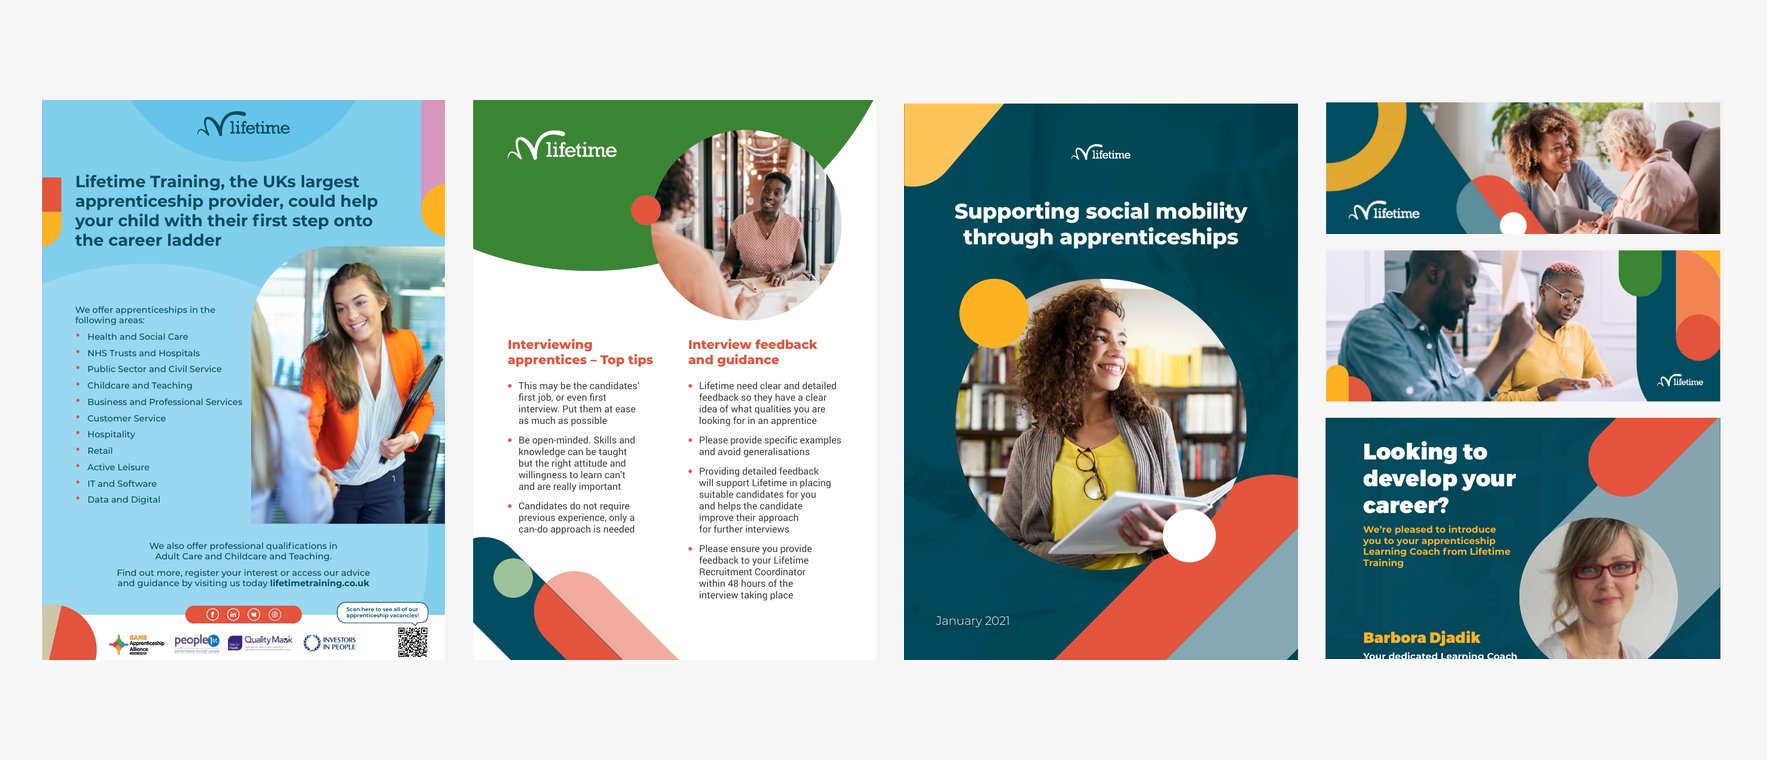 lifetime
Lifetime Training, the UKs largest
apprenticeship provider, could help
your child with their first step onto
the career ladder
We offer apprenticeships in the
following areas:
• Health and Social Care
• NHS Trusts and Hospitals
• Public Sector and Civil Service
• Childcare and Teaching
• Business and Professional Services
• Customer Service
• Hospitality
• Retail
• Active Leisure
• IT and Software
• Data and Digital
We also offer professional qualifications in
Adult Care and Childcare and Teaching.
Find out more, register your interest or access our advice
and guidance by visiting us today lifetimetraining.co.uk
Scan here to see all of our
apprenticeship vacancies!
BAME
Apprenticeship
Alliance
people 1st
Quality Mark
INVESTORS
IN PEOPLE
lifetime
Interviewing
apprentices – Top tips
• This may be the candidates'
first job, or even first
interview. Put them at ease
as much as possible
• Be open-minded. Skills and
knowledge can be taught
but the right attitude and
willingness to learn can't
and are really important
• Candidates do not require
previous experience, only a
can-do approach is needed
Interview feedback
and guidance
• Lifetime need clear and detailed
feedback so they have a clear
idea of what qualities you are
looking for in an apprentice
• Please provide specific examples
and avoid generalisations
• Providing detailed feedback
will support Lifetime in placing
suitable candidates for you
and helps the candidate
improve their approach
for further interviews
• Please ensure you provide
feedback to your Lifetime
Recruitment Coordinator
within 48 hours of the
interview taking place
lifetime
Supporting social mobility
through apprenticeships
January 2021
lifetime
lifetime
Looking to
develop your
career?
We're pleased to introduce
you to your apprenticeship
Learning Coach from Lifetime
Training
Barbora Djadik
Your dedicated Learning Coach